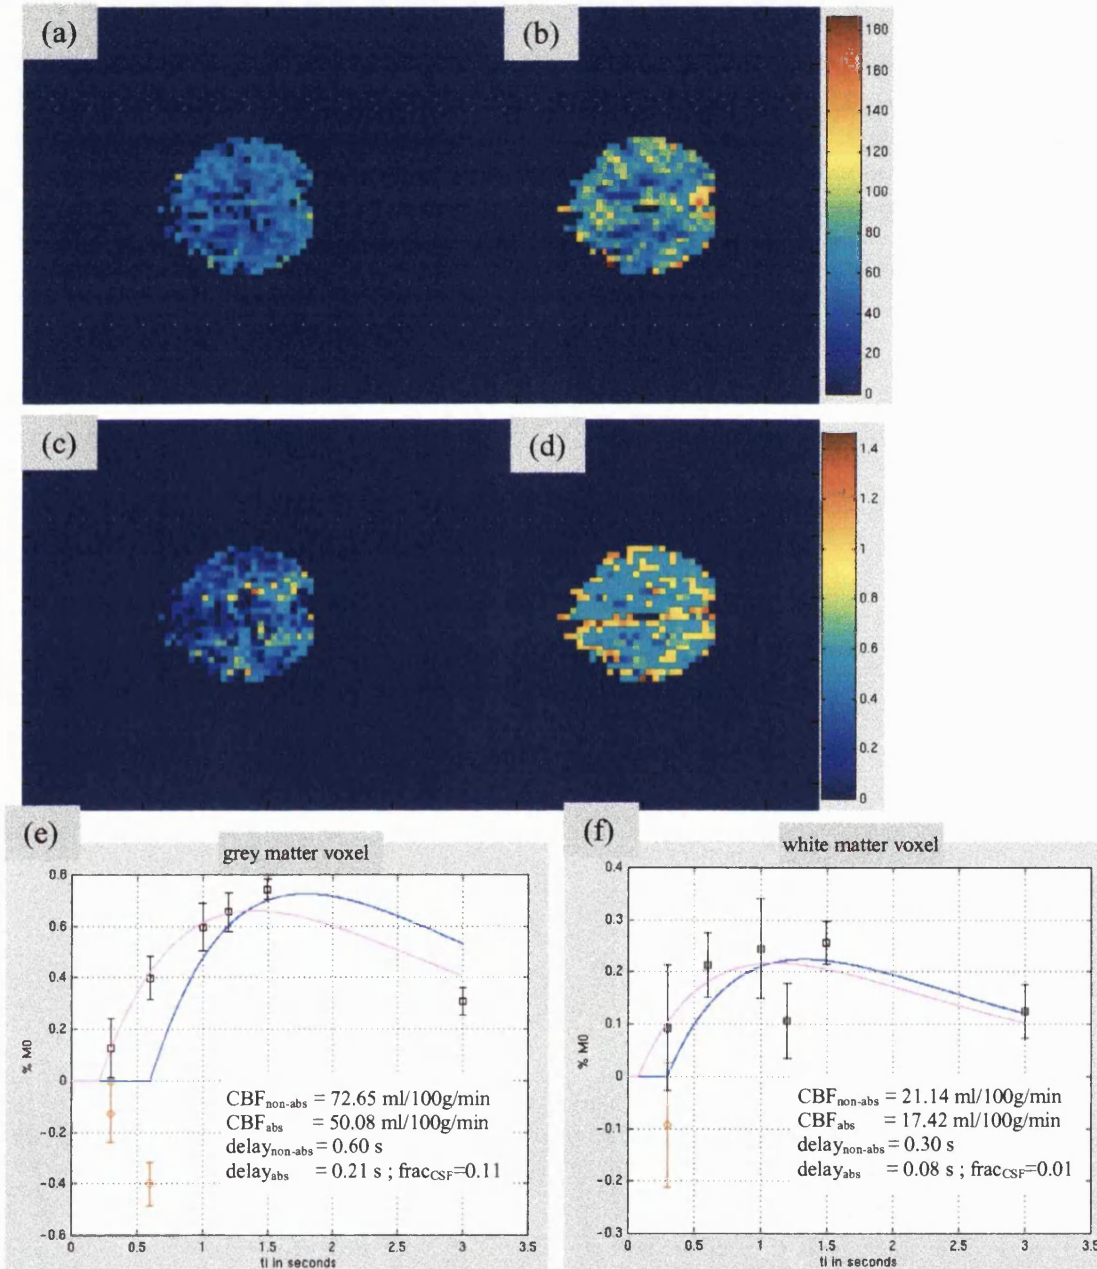 (a)
(b)
180
160
140
120
100
80
60
40
20
0
(c)
(d)
1.4
1.2
1
0.8
0.6
0.4
0.2
0
(e)
grey matter voxel
0.8
0.6
0.4
0.2
0
-0.2
-0.4
-0.6
% M0
CBFnon-abs = 72.65 ml/100g/min
CBFabs = 50.08 ml/100g/min
delaynon-abs = 0.60 s
delayabs = 0.21 s ; fracCSF=0.11
0 0.5 1 1.5 2 2.5 3 3.5
ti in seconds
(f)
white matter voxel
0.4
0.3
0.2
0.1
0
-0.1
-0.2
-0.3
% M0
CBFnon-abs = 21.14 ml/100g/min
CBFabs = 17.42 ml/100g/min
delaynon-abs = 0.30 s
delayabs = 0.08 s ; fracCSF=0.01
0 0.5 1 1.5 2 2.5 3 3.5
ti in seconds